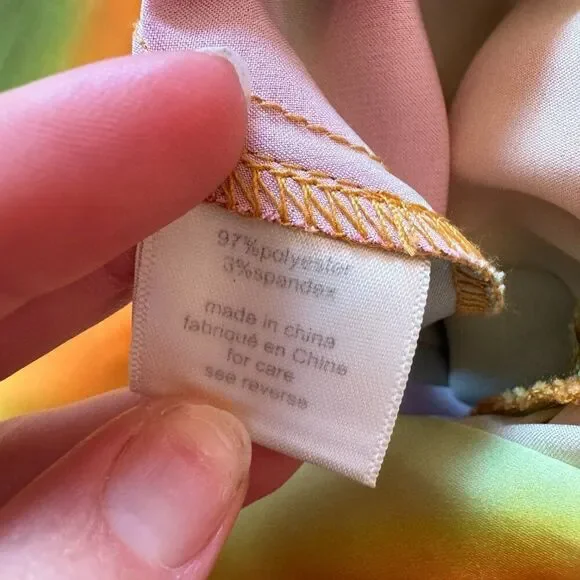 97%polyester
3%spandex
made in china
fabriqué en Chine
for care
see reverse